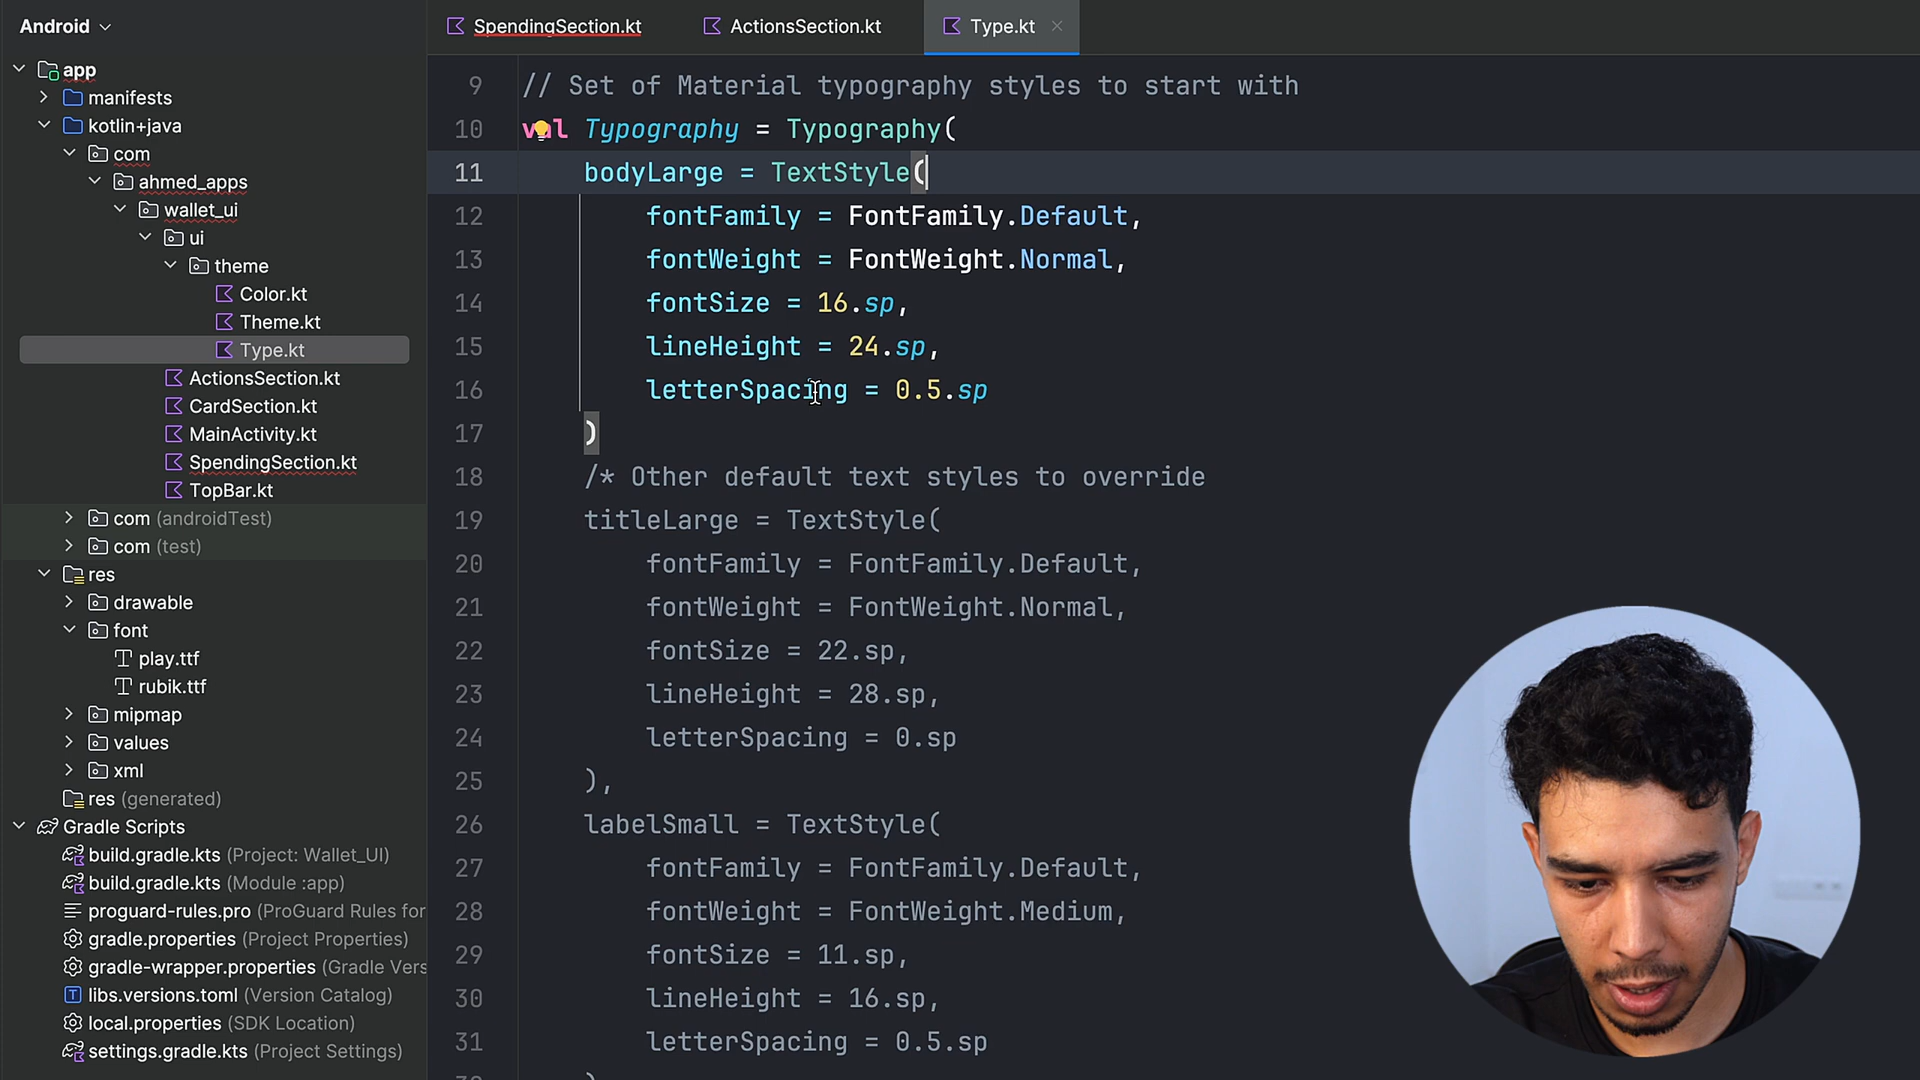 Android
app
manifests
kotlin+java
com
ahmed_apps
wallet_ui
ui
theme
Color.kt
Theme.kt
Type.kt
ActionsSection.kt
CardSection.kt
MainActivity.kt
SpendingSection.kt
TopBar.kt
com (androidTest)
com (test)
res
drawable
font
play.ttf
rubik.ttf
mipmap
values
xml
res (generated)
Gradle Scripts
build.gradle.kts (Project: Wallet_UI)
build.gradle.kts (Module :app)
proguard-rules.pro (ProGuard Rules for
gradle.properties (Project Properties)
gradle-wrapper.properties (Gradle Vers
libs.versions.toml (Version Catalog)
local.properties (SDK Location)
settings.gradle.kts (Project Settings)
SpendingSection.kt ActionsSection.kt Type.kt
9 // Set of Material typography styles to start with
10 val Typography = Typography(
11 bodyLarge = TextStyle(
12 fontFamily = FontFamily.Default,
13 fontWeight = FontWeight.Normal,
14 fontSize = 16.sp,
15 lineHeight = 24.sp,
16 letterSpacing = 0.5.sp
17 )
18 /* Other default text styles to override
19 titleLarge = TextStyle(
20 fontFamily = FontFamily.Default,
21 fontWeight = FontWeight.Normal,
22 fontSize = 22.sp,
23 lineHeight = 28.sp,
24 letterSpacing = 0.sp
25 ),
26 labelSmall = TextStyle(
27 fontFamily = FontFamily.Default,
28 fontWeight = FontWeight.Medium,
29 fontSize = 11.sp,
30 lineHeight = 16.sp,
31 letterSpacing = 0.5.sp